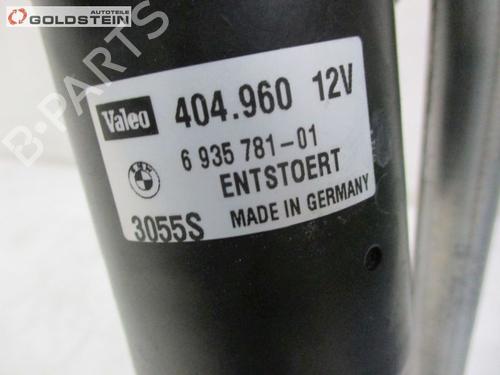 AUTOTEILE
GOLDSTEIN
B-PARTS
Valeo 404.960 12V
6 935 781-01
ENTSTOERT
3055S MADE IN GERMANY